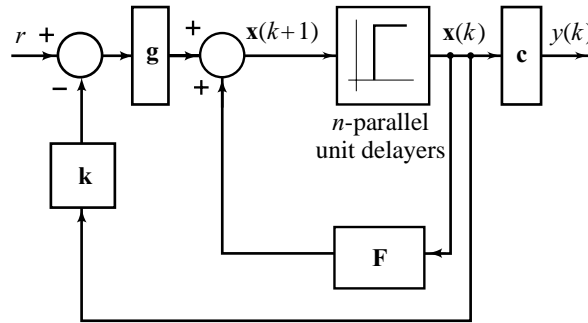 r
+
−
g
+
+
x(k+1)
x(k)
c
y(k)
n-parallel
unit delayers
k
F